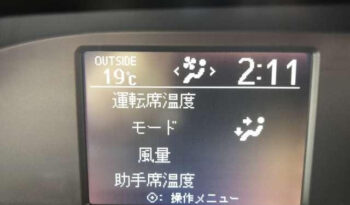 OUTSIDE
19℃ 2:11
運転席温度
モード
風量
助手席温度
: 操作メニュー